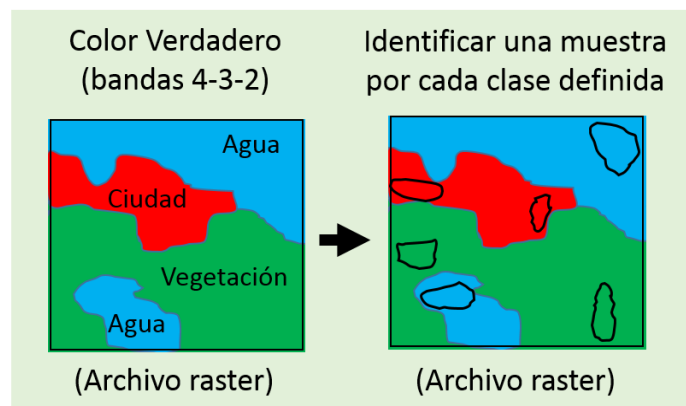 Color Verdadero
(bandas 4-3-2)
Agua
Ciudad
Vegetación
Agua
(Archivo raster)
Identificar una muestra
por cada clase definida
(Archivo raster)